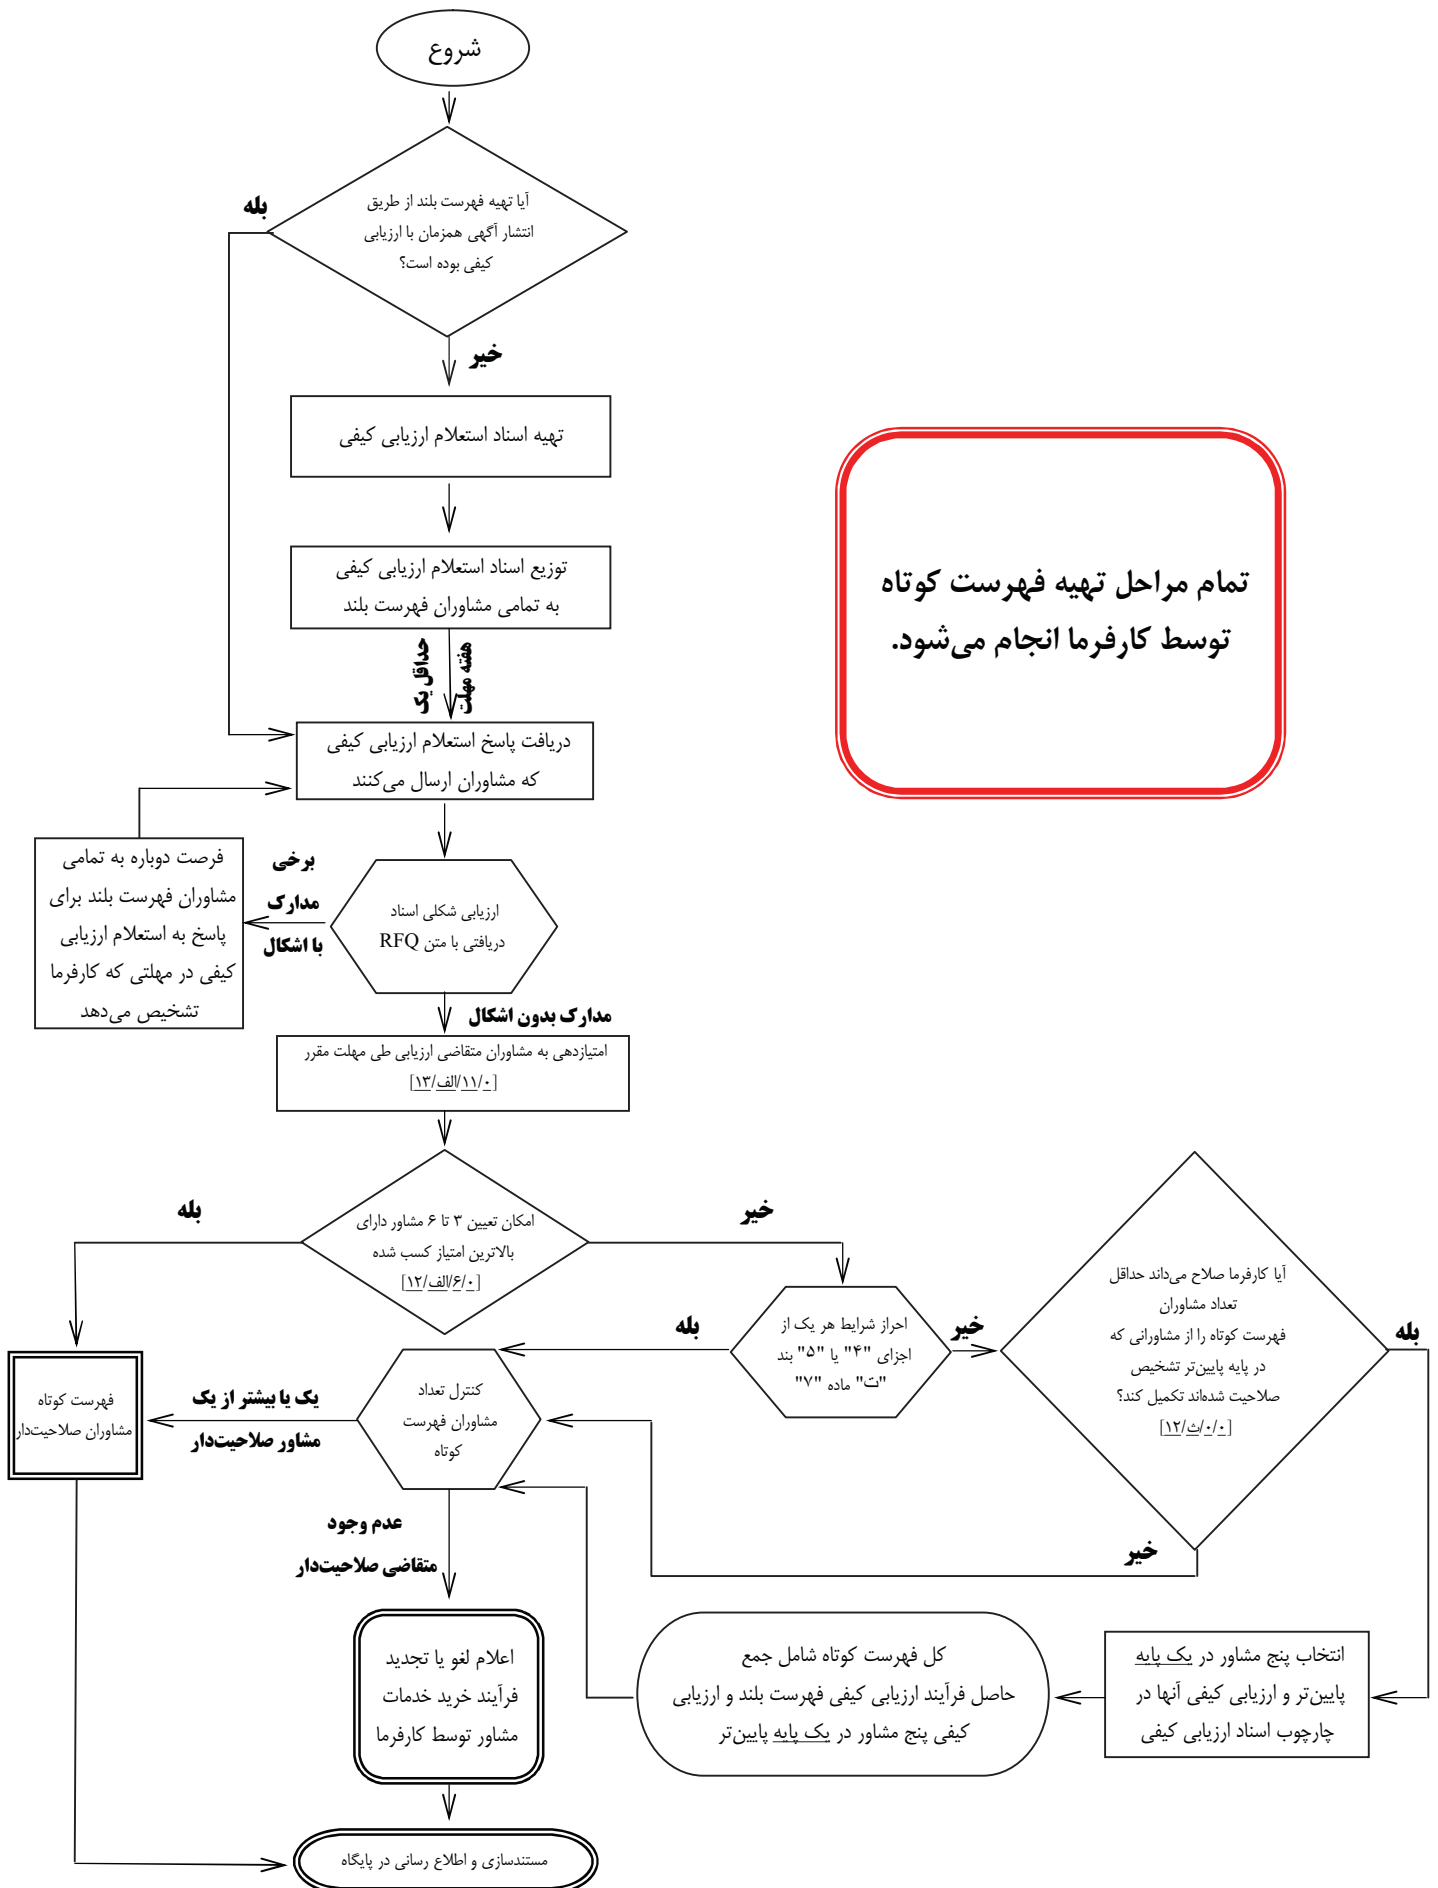 شروع
آیا تهیه فهرست بلند از طریق
انتشار آگهی همزمان با ارزیابی
کیفی بوده است؟
بله
خیر
تهیه اسناد استعلام ارزیابی کیفی
توزیع اسناد استعلام ارزیابی کیفی
به تمامی مشاوران فهرست بلند
حداقل یک
هفته مهلت
تمام مراحل تهیه فهرست کوتاه
توسط کارفرما انجام می‌شود.
دریافت پاسخ استعلام ارزیابی کیفی
که مشاوران ارسال می‌کنند
فرصت دوباره به تمامی
مشاوران فهرست بلند برای
پاسخ به استعلام ارزیابی
کیفی در مهلتی که کارفرما
تشخیص می‌دهد
برخی
مدارک
با اشکال
ارزیابی شکلی اسناد
دریافتی با متن RFQ
مدارک بدون اشکال
امتیازدهی به مشاوران متقاضی ارزیابی طی مهلت مقرر
[۱۳/الف/۱۱/۰]
امکان تعیین ۳ تا ۶ مشاور دارای
بالاترین امتیاز کسب شده
[۱۲/الف/۶/۰]
بله
خیر
احراز شرایط هر یک از
اجزای "۴" یا "۵" بند
"ت" ماده "۷"
بله
خیر
آیا کارفرما صلاح می‌داند حداقل
تعداد مشاوران
فهرست کوتاه را از مشاورانی که
در پایه پایین‌تر تشخیص
صلاحیت شده‌اند تکمیل کند؟
[۱۲/ث/۰/۰]
بله
خیر
کنترل تعداد
مشاوران فهرست
کوتاه
یک یا بیشتر از یک
مشاور صلاحیت‌دار
فهرست کوتاه
مشاوران صلاحیت‌دار
عدم وجود
متقاضی صلاحیت‌دار
انتخاب پنج مشاور در یک پایه
پایین‌تر و ارزیابی کیفی آنها در
چارچوب اسناد ارزیابی کیفی
کل فهرست کوتاه شامل جمع
حاصل فرآیند ارزیابی کیفی فهرست بلند و ارزیابی
کیفی پنج مشاور در یک پایه پایین‌تر
اعلام لغو یا تجدید
فرآیند خرید خدمات
مشاور توسط کارفرما
مستندسازی و اطلاع رسانی در پایگاه